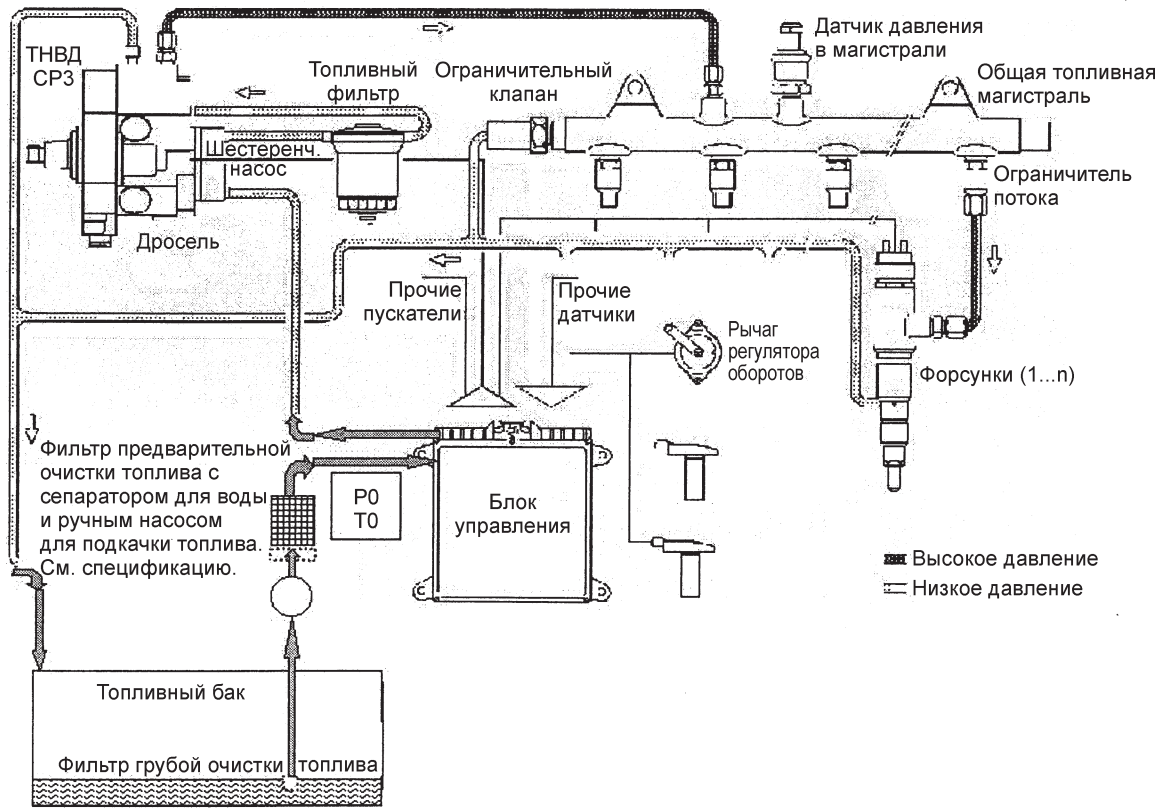 ТНВД
СР3
Топливный
фильтр
Ограничительный
клапан
Датчик давления
в магистрали
Общая топливная
магистраль
Шестеренч.
насос
Ограничитель
потока
Дросель
Прочие
пускатели
Прочие
датчики
Рычаг
регулятора
оборотов
Форсунки (1...n)
Фильтр предварительной
очистки топлива с
сепаратором для воды
и ручным насосом
для подкачки топлива.
См. спецификацию.
Р0
Т0
Блок
управления
Высокое давление
Низкое давление
Топливный бак
Фильтр грубой очистки топлива